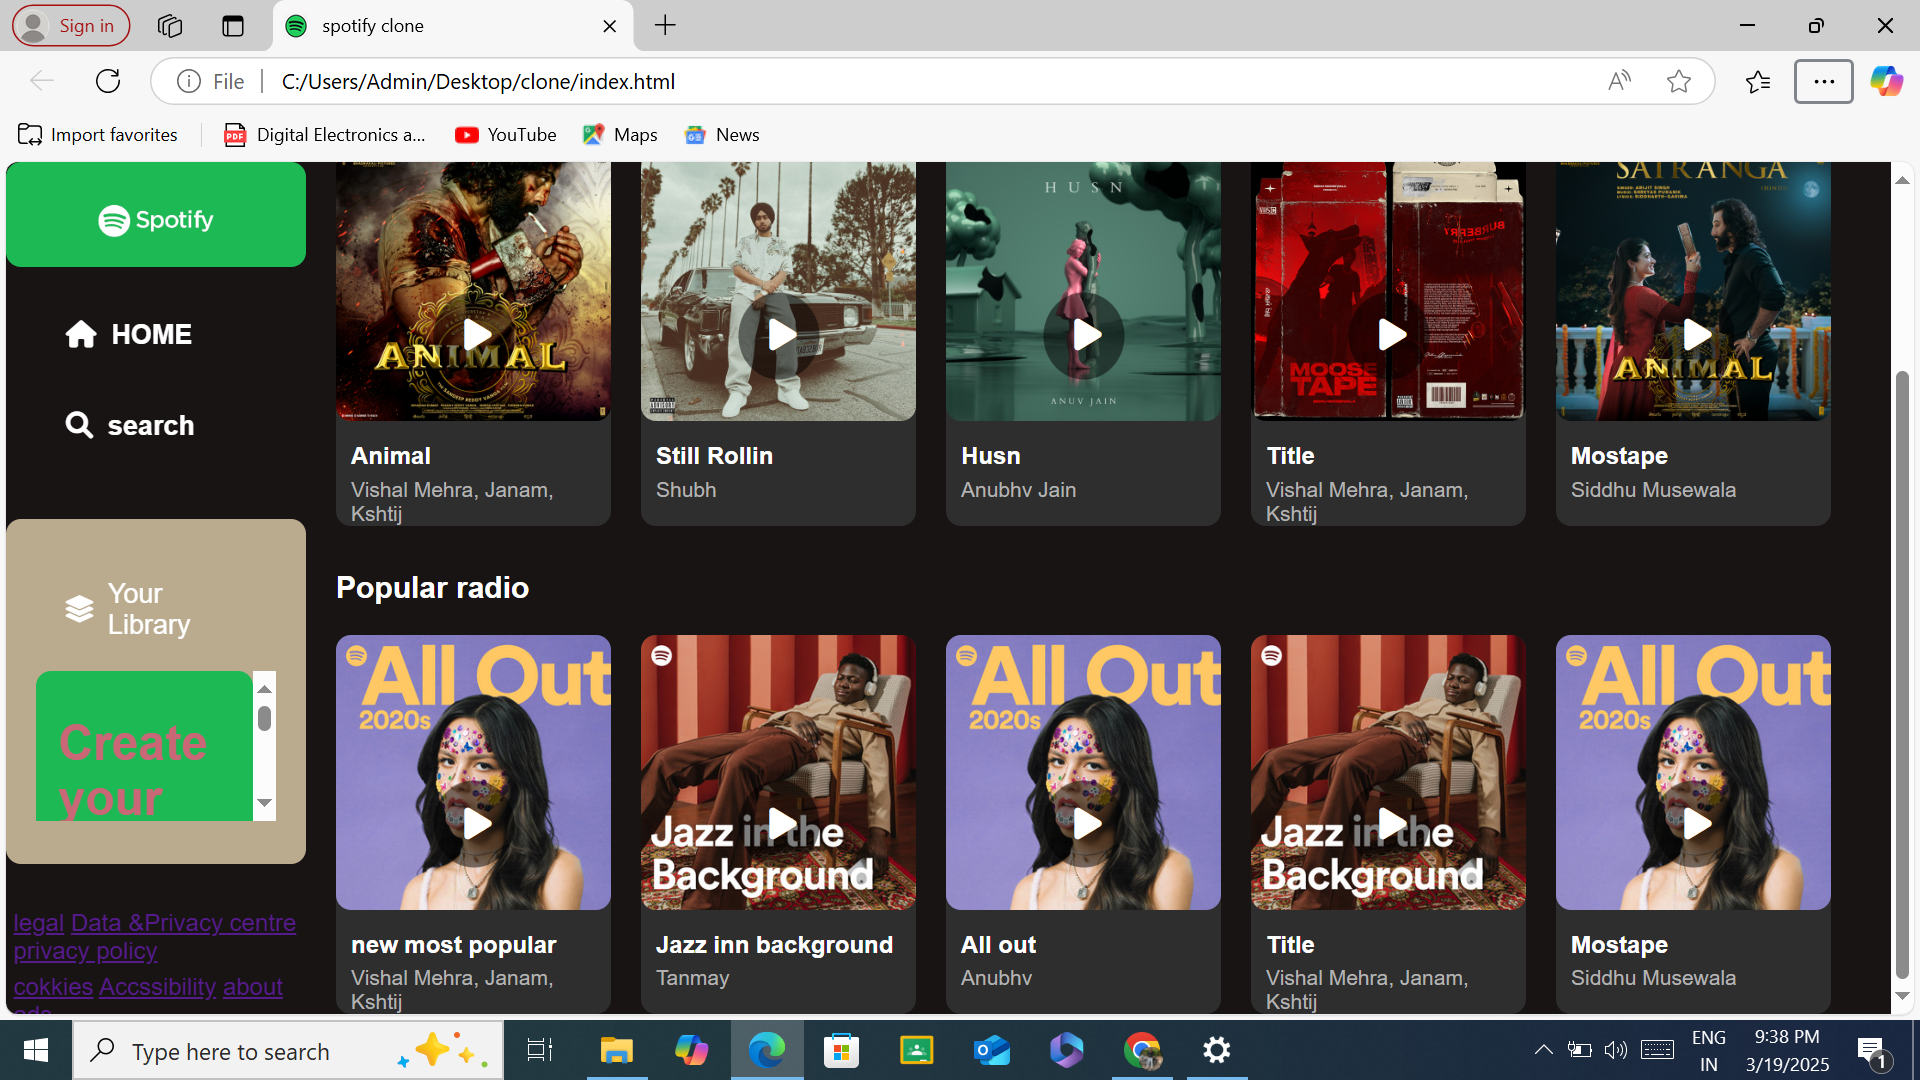 Sign in
spotify clone
File
C:/Users/Admin/Desktop/clone/index.html
Import favorites
Digital Electronics a...
YouTube
Maps
News
Spotify
HOME
search
Your
Library
Create
your
legal Data &Privacy centre
privacy policy
cokkies Accssibility about
ads
ANIMAL
HUSN
ANUV JAIN
BURBERRY
MOOSE
TAPE
SATRANGA
ANIMAL
Animal
Vishal Mehra, Janam,
Kshtij
Still Rollin
Shubh
Husn
Anubhv Jain
Title
Vishal Mehra, Janam,
Kshtij
Mostape
Siddhu Musewala
Popular radio
All Out
2020s
Jazz in the
Background
All Out
2020s
Jazz in the
Background
All Out
2020s
new most popular
Vishal Mehra, Janam,
Kshtij
Jazz inn background
Tanmay
All out
Anubhv
Title
Vishal Mehra, Janam,
Kshtij
Mostape
Siddhu Musewala
Type here to search
ENG
IN
9:38 PM
3/19/2025
1